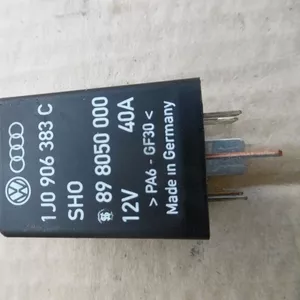 1J0 906 383 C
SHO
89 8050 000
12V 40A
> PA6 - GF30 <
Made in Germany